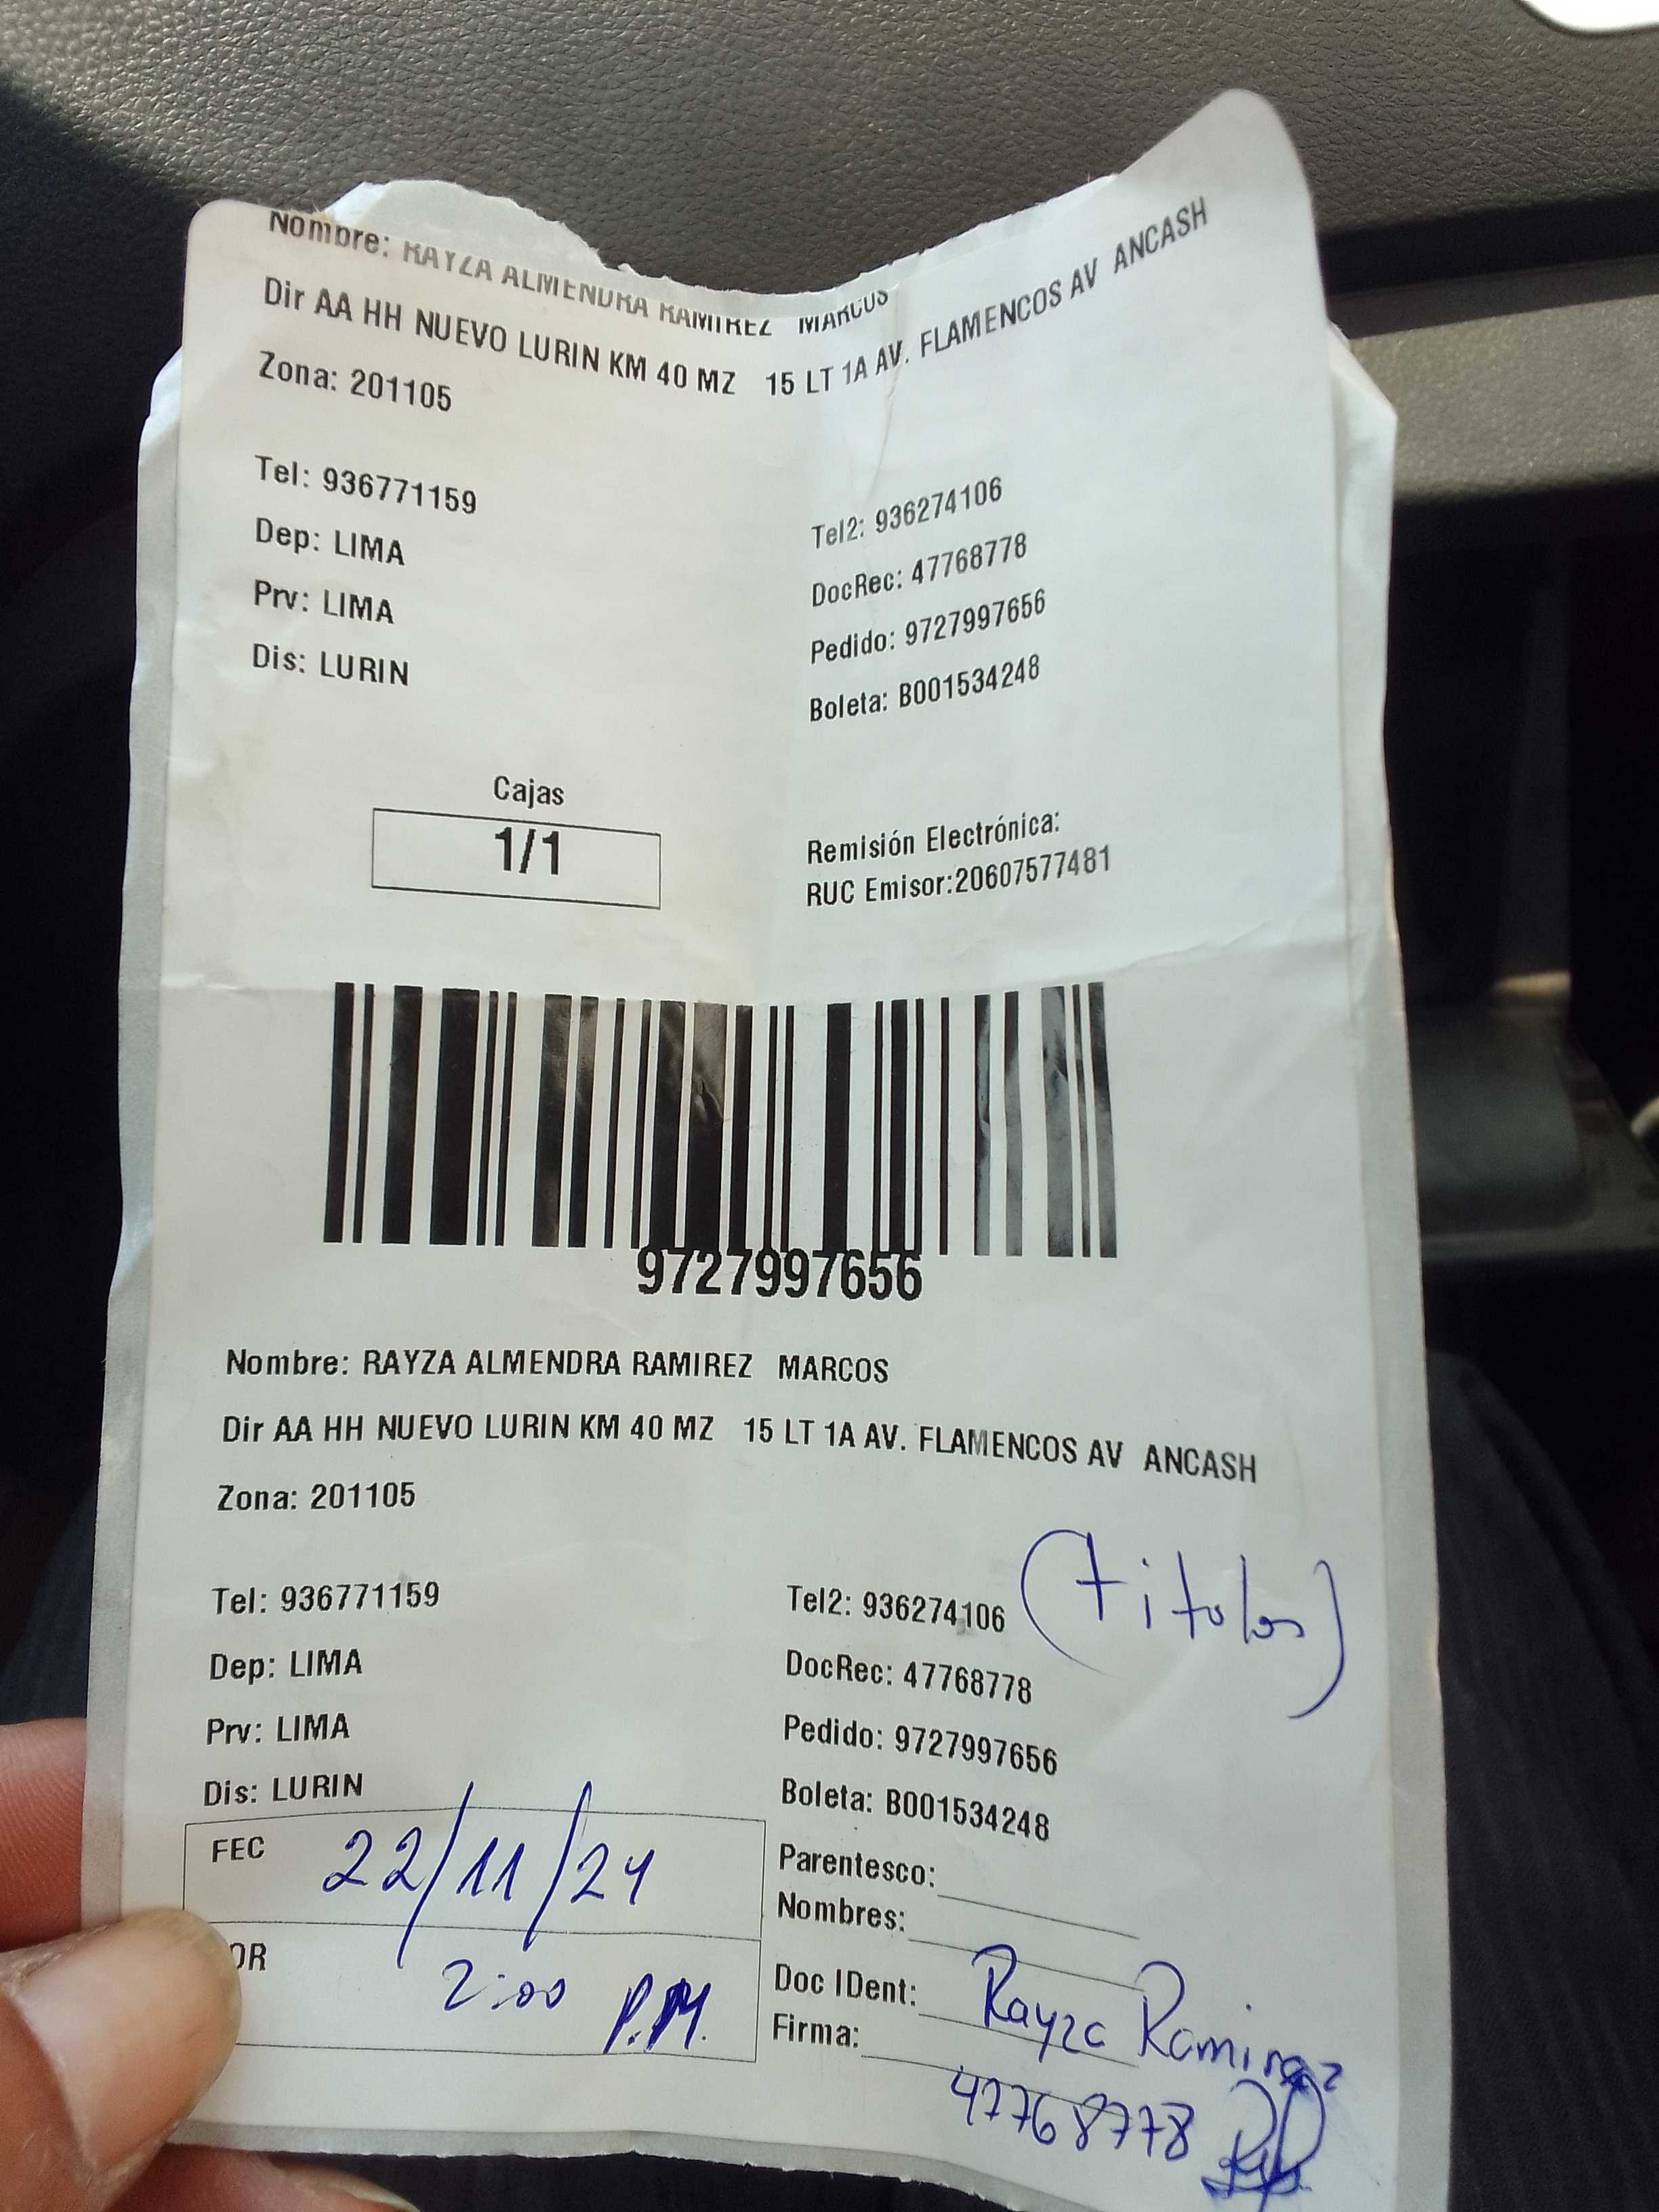 Nombre: RAYZA ALMENDRA RAMIREZ MARCOS
Dir AA HH NUEVO LURIN KM 40 MZ 15 LT 1A AV. FLAMENCOS AV ANCASH
Zona: 201105
Tel: 936771159 Tel2: 936274106
Dep: LIMA DocRec: 47768778
Prv: LIMA Pedido: 9727997656
Dis: LURIN Boleta: B001534248
Cajas
1/1
Remisión Electrónica:
RUC Emisor:20607577481
9727997656
Nombre: RAYZA ALMENDRA RAMIREZ MARCOS
Dir AA HH NUEVO LURIN KM 40 MZ 15 LT 1A AV. FLAMENCOS AV ANCASH
Zona: 201105
Tel: 936771159 Tel2: 936274106 (titulos)
Dep: LIMA DocRec: 47768778
Prv: LIMA Pedido: 9727997656
Dis: LURIN Boleta: B001534248
FEC 22/11/24 Parentesco:
Nombres:
OR 2:00 P.M. Doc IDent: Rayza Ramirez
Firma: 47768778